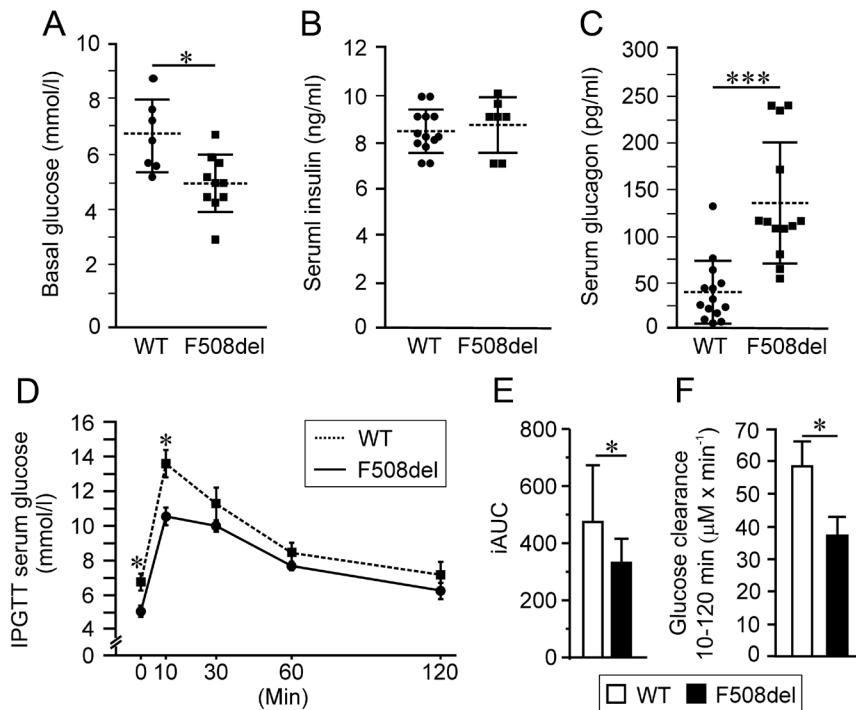 A
Basal glucose (mmol/l)
10
8
6
4
2
0
*
WT F508del
B
Seruml insulin (ng/ml)
12
10
8
6
4
2
0
WT F508del
C
Serum glucagon (pg/ml)
300
250
200
150
100
50
0
***
WT F508del
D
IPGTT serum glucose
(mmol/l)
16
14
12
10
8
6
4
0
*
*
WT
F508del
0 10 30 60 120
(Min)
E
iAUC
800
600
400
200
0
*
F
Glucose clearance
10-120 min (µM x min⁻¹)
70
60
50
40
30
20
10
0
*
WT F508del